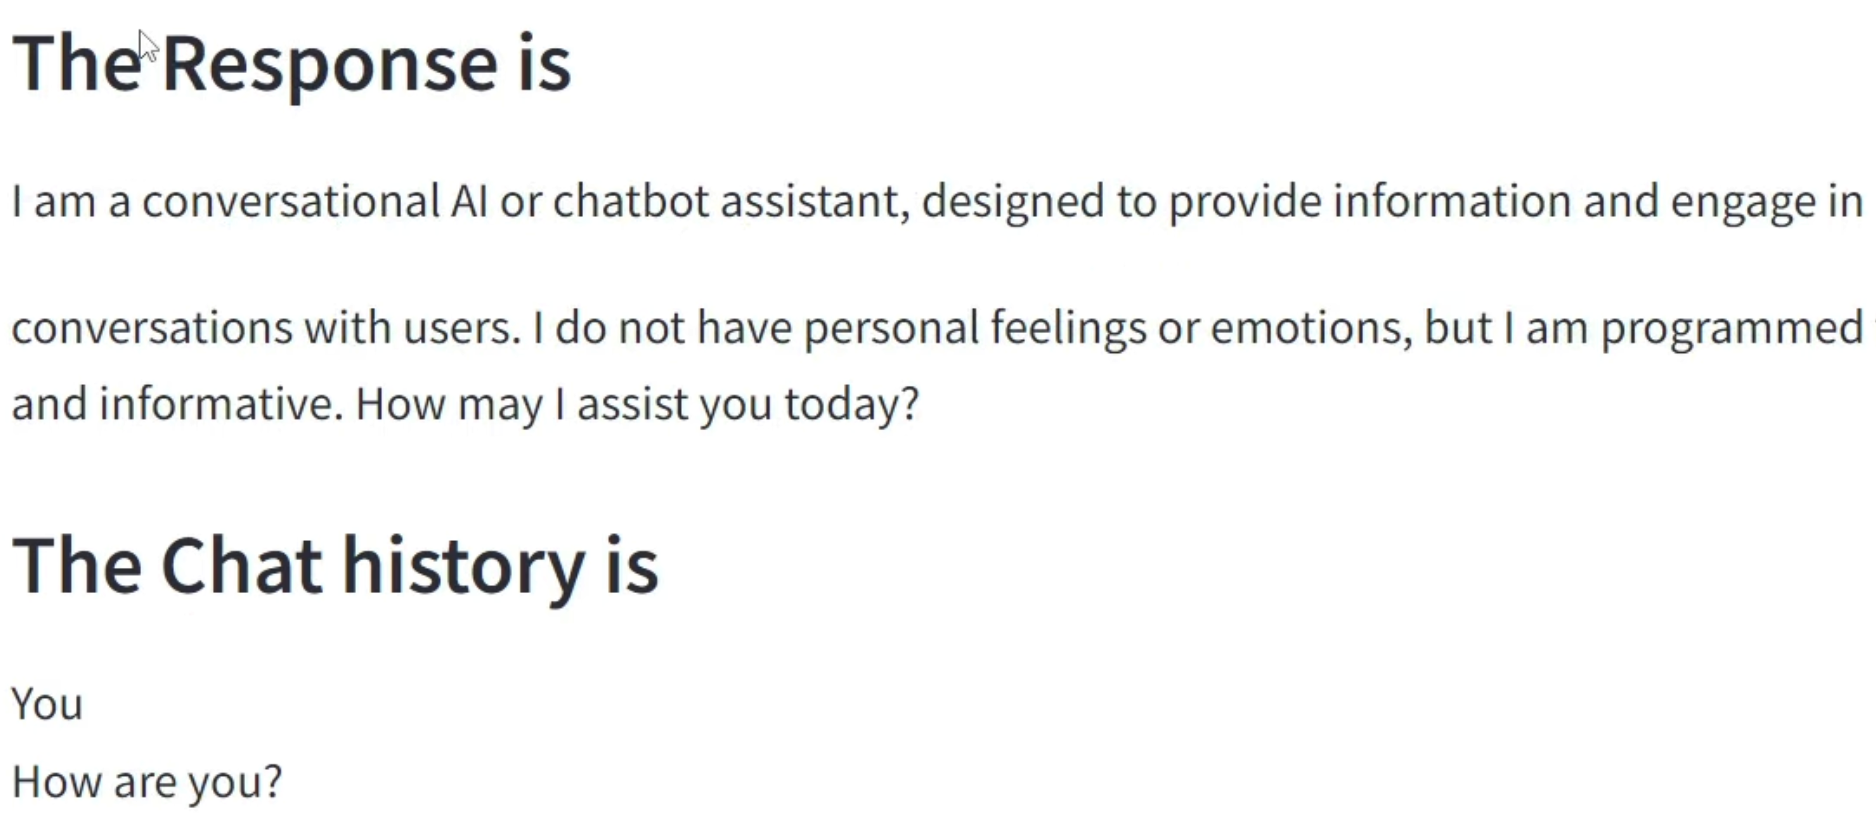 The Response is
I am a conversational AI or chatbot assistant, designed to provide information and engage in
conversations with users. I do not have personal feelings or emotions, but I am programmed
and informative. How may I assist you today?
The Chat history is
You
How are you?